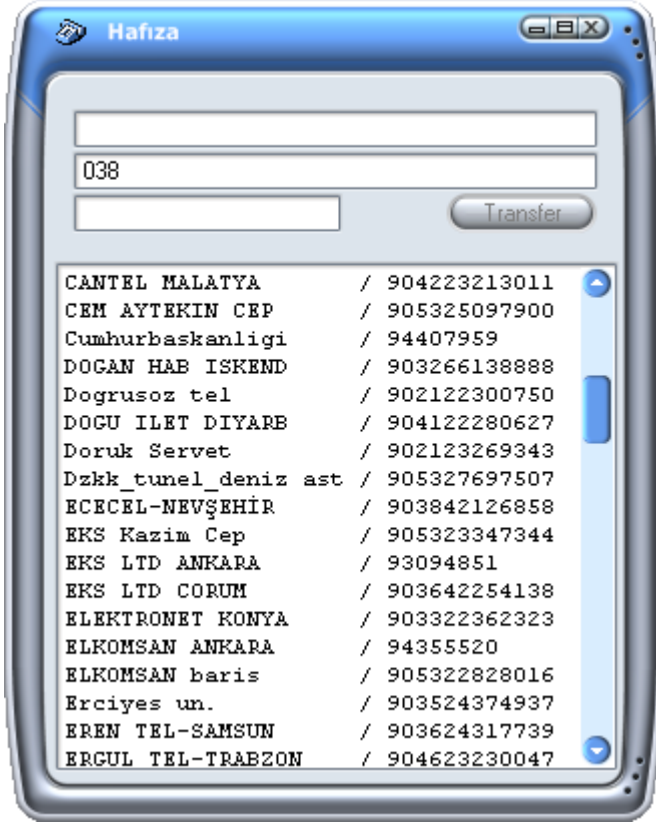 Hafıza
038
Transfer
CANTEL MALATYA / 904223213011
CEM AYTEKIN CEP / 905325097900
Cumhurbaskanligi / 94407959
DOGAN HAB ISKEND / 903266138888
Dogrusoz tel / 902122300750
DOGU ILET DIYARB / 904122280627
Doruk Servet / 902123269343
Dzkk_tunel_deniz ast / 905327697507
ECECEL-NEVŞEHİR / 903842126858
EKS Kazim Cep / 905323347344
EKS LTD ANKARA / 93094851
EKS LTD CORUM / 903642254138
ELEKTRONET KONYA / 903322362323
ELKOMSAN ANKARA / 94355520
ELKOMSAN baris / 905322828016
Erciyes un. / 903524374937
EREN TEL-SAMSUN / 903624317739
ERGUL TEL-TRABZON / 904623230047